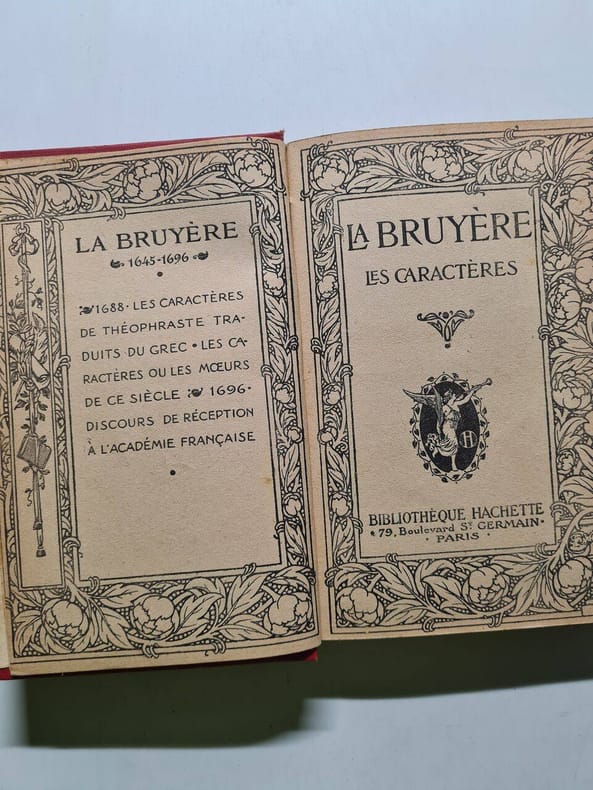 LA BRUYÈRE
1645-1696
1688· LES CARACTÈRES
DE THÉOPHRASTE TRA-
DUITS DU GREC • LES CA-
RACTÈRES OU LES MŒURS
DE CE SIÈCLE 1696·
DISCOURS DE RÉCEPTION
À L'ACADÉMIE FRANÇAISE
LA BRUYÈRE
LES CARACTÈRES
H
BIBLIOTHÈQUE HACHETTE
79, Boulevard St GERMAIN·
· PARIS ·